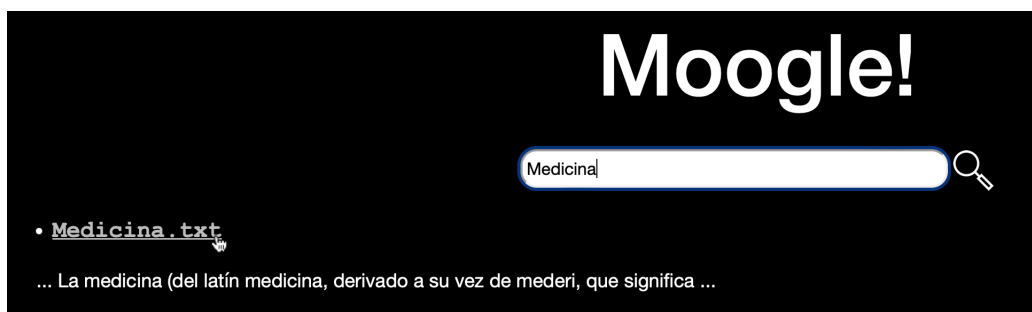 Moogle!
Medicina
• Medicina.txt
... La medicina (del latín medicina, derivado a su vez de mederi, que significa ...